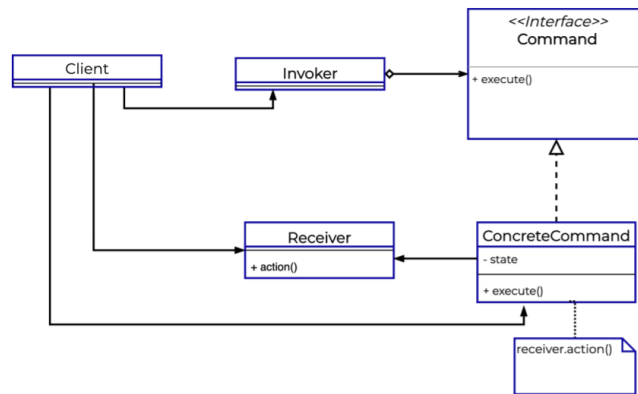 <<Interface>>
Command
Client
Invoker
+ execute()
Receiver
+ action()
ConcreteCommand
- state
+ execute()
receiver.action()